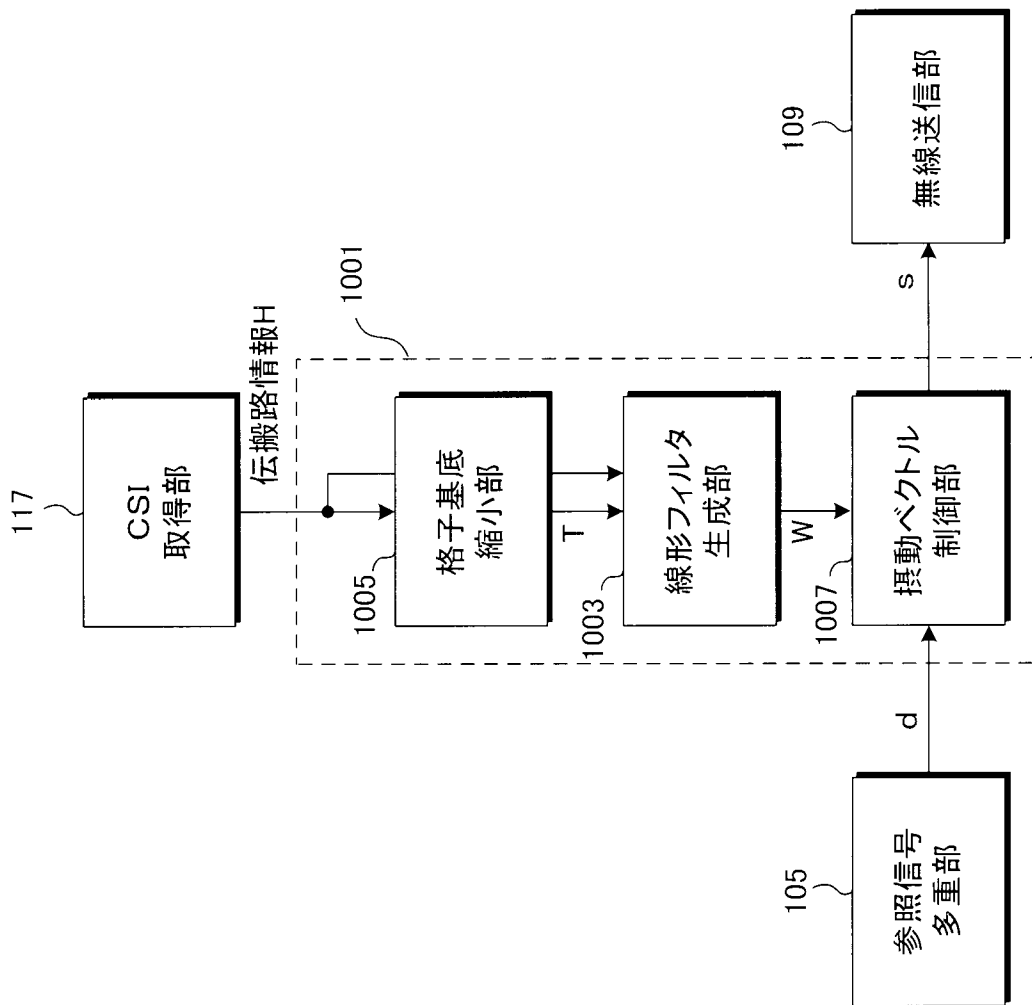 117
CSI
取得部
伝搬路情報H
1001
1005
格子基底
縮小部
T
1003
線形フィルタ
生成部
W
1007
摂動ベクトル
制御部
105
参照信号
多重部
d
s
109
無線送信部